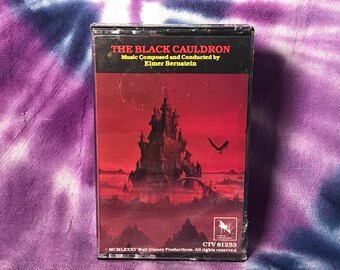 THE BLACK CAULDRON
Music Composed and Conducted by
Elmer Bernstein
CTV 81253
MCMLXXXV Walt Disney Productions. All rights reserved.